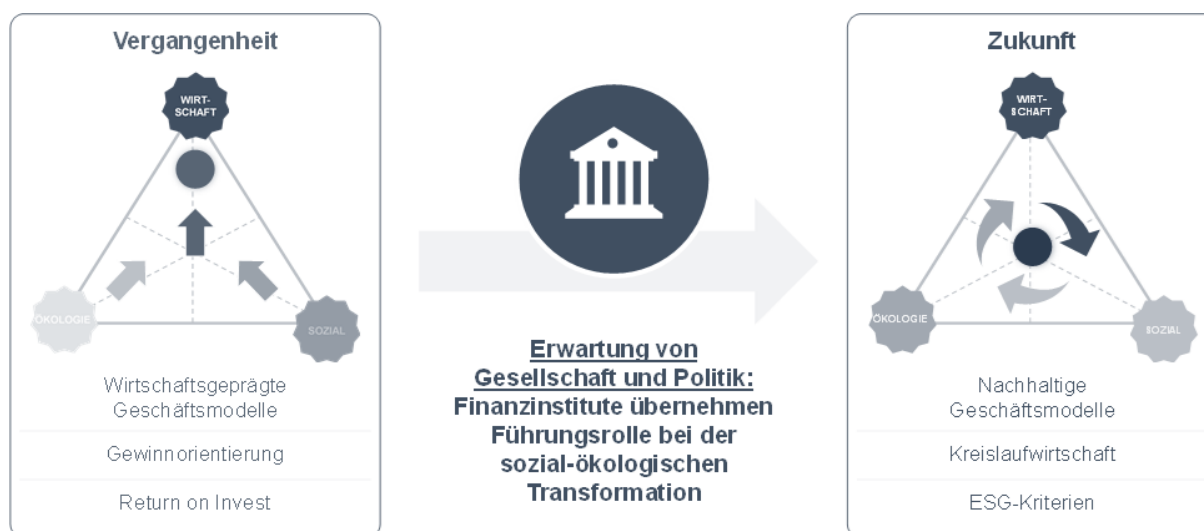 Vergangenheit
WIRT-
SCHAFT
ÖKOLOGIE
SOZIAL
Wirtschaftsgeprägte
Geschäftsmodelle
Gewinnorientierung
Return on Invest
Erwartung von
Gesellschaft und Politik:
Finanzinstitute übernehmen
Führungsrolle bei der
sozial-ökologischen
Transformation
Zukunft
WIRT-
SCHAFT
ÖKOLOGIE
SOZIAL
Nachhaltige
Geschäftsmodelle
Kreislaufwirtschaft
ESG-Kriterien